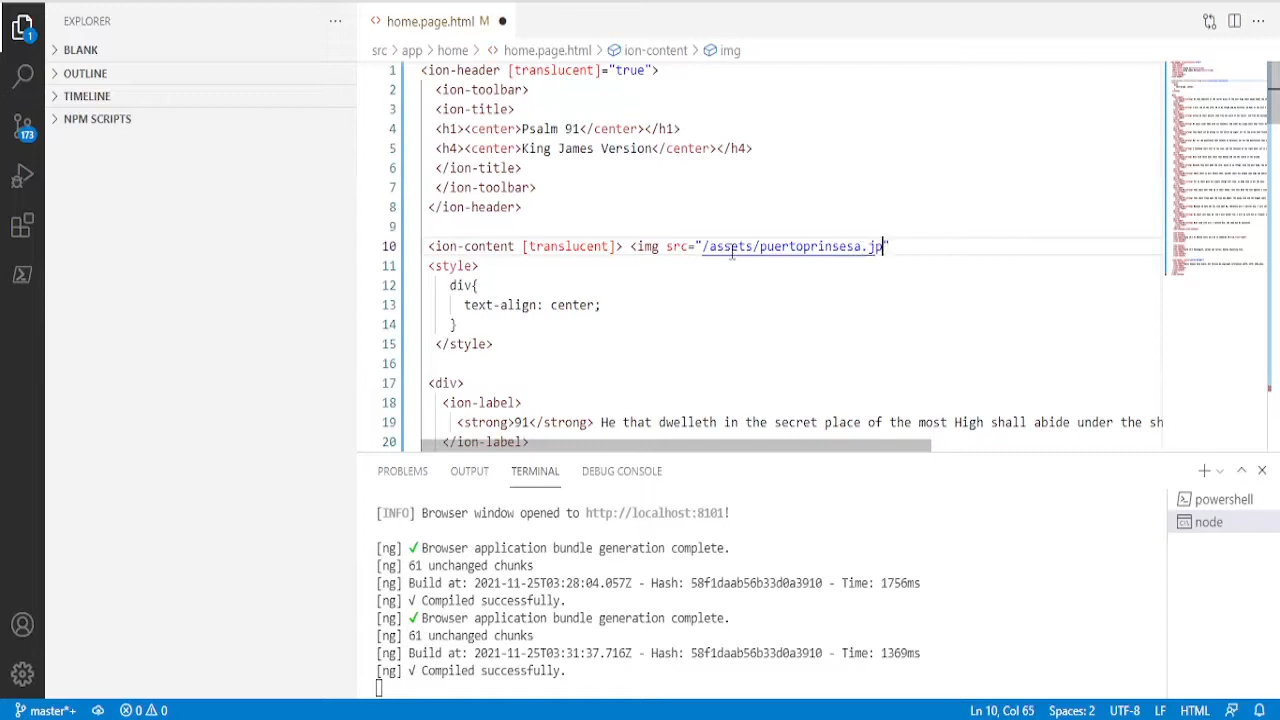 EXPLORER
home.page.html M
1
BLANK
src > app > home > home.page.html > ion-content > img
OUTLINE
TIMELINE
173
NPM SCRIPTS
1 <ion-header [translucent]="true">
2 <ion-toolbar>
3 <ion-title>
4 <h1><center>Psalm 91</center></h1>
5 <h4><center>King James Version</center></h4>
6 </ion-title>
7 </ion-toolbar>
8 </ion-header>
9
10 <ion-content [translucent]> <img src="/assets/puertoprinsesa.jp"
11 <style>
12 div{
13 text-align: center;
14 }
15 </style>
16
17 <div>
18 <ion-label>
19 <strong>91</strong> He that dwelleth in the secret place of the most High shall abide under the sh
20 </ion-label>
PROBLEMS OUTPUT TERMINAL DEBUG CONSOLE
powershell
node
[INFO] Browser window opened to http://localhost:8101!
[ng] ✓Browser application bundle generation complete.
[ng] 61 unchanged chunks
[ng] Build at: 2021-11-25T03:28:04.057Z - Hash: 58f1daab56b33d0a3910 - Time: 1756ms
[ng] √ Compiled successfully.
[ng] ✓Browser application bundle generation complete.
[ng] 61 unchanged chunks
[ng] Build at: 2021-11-25T03:31:37.716Z - Hash: 58f1daab56b33d0a3910 - Time: 1369ms
[ng] √ Compiled successfully.
master*+ 0 0 Ln 10, Col 65 Spaces: 2 UTF-8 LF HTML